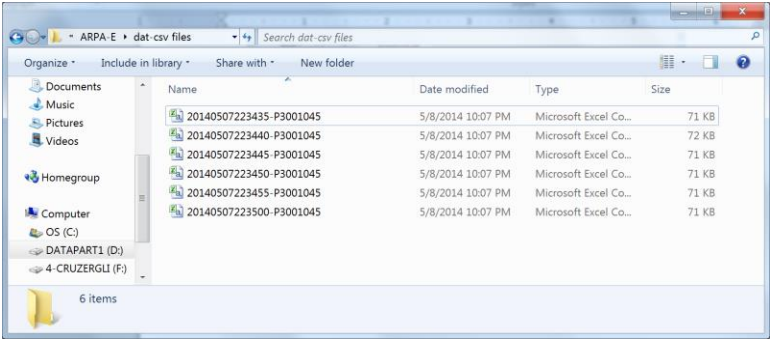 ARPA-E ▸ dat-csv files Search dat-csv files
Organize Include in library Share with New folder
Documents
Music
Pictures
Videos
Homegroup
Computer
OS (C:)
DATAPART1 (D:)
4-CRUZERGLI (F:)
Name Date modified Type Size
20140507223435-P3001045 5/8/2014 10:07 PM Microsoft Excel Co... 71 KB
20140507223440-P3001045 5/8/2014 10:07 PM Microsoft Excel Co... 72 KB
20140507223445-P3001045 5/8/2014 10:07 PM Microsoft Excel Co... 71 KB
20140507223450-P3001045 5/8/2014 10:07 PM Microsoft Excel Co... 71 KB
20140507223455-P3001045 5/8/2014 10:07 PM Microsoft Excel Co... 71 KB
20140507223500-P3001045 5/8/2014 10:07 PM Microsoft Excel Co... 71 KB
6 items